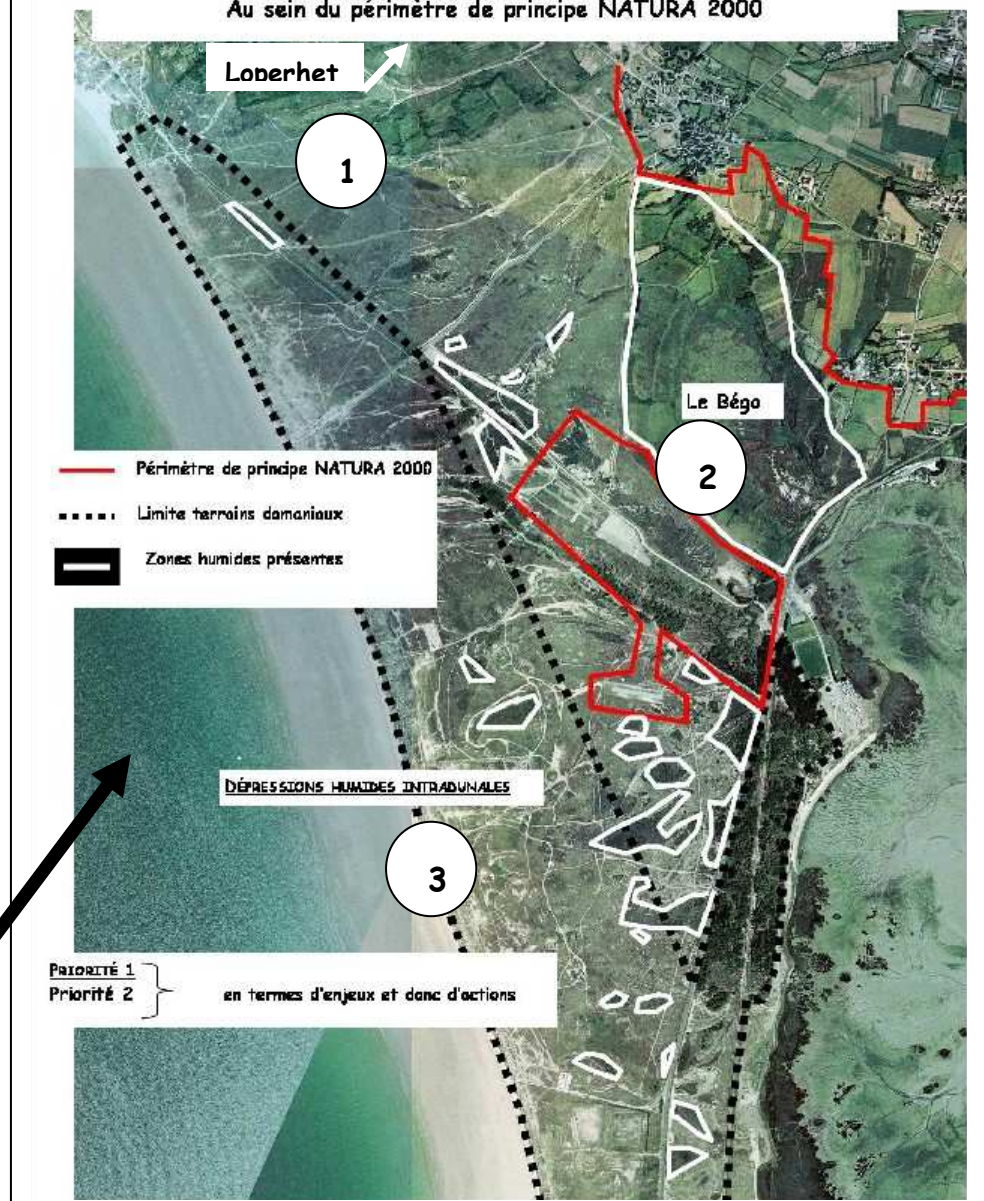 Au sein du périmètre de principe NATURA 2000
Loperhet
1
Le Bégo
2
Périmètre de principe NATURA 2000
Limite terrains domaniaux
Zones humides présentes
DÉPRESSIONS HUMIDES INTRADUNALES
3
PRIORITÉ 1
Priorité 2
en termes d'enjeux et donc d'actions